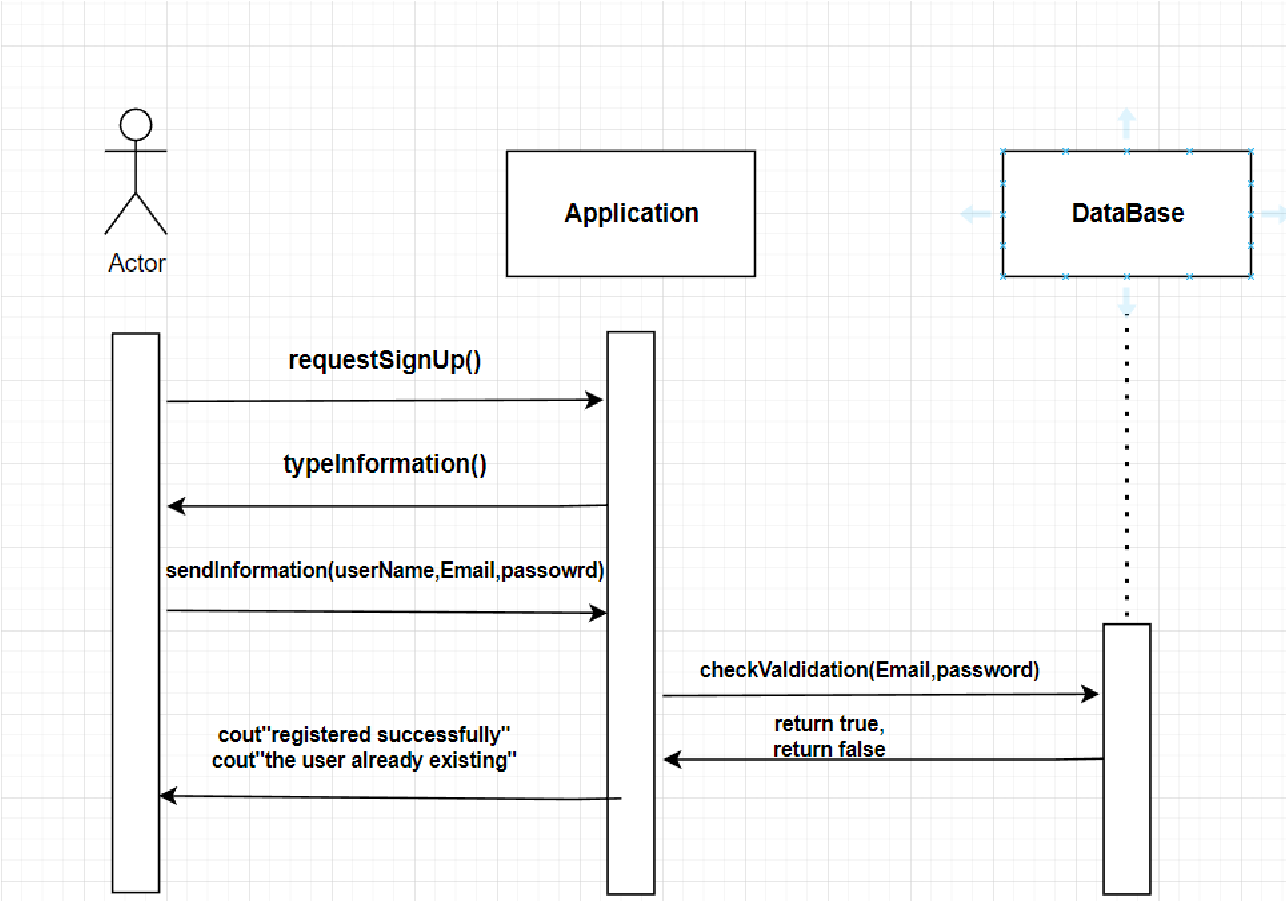 Application
DataBase
Actor
requestSignUp()
typeInformation()
sendInformation(userName,Email,passowrd)
checkValdidation(Email,password)
return true,
return false
cout"registered successfully"
cout"the user already existing"